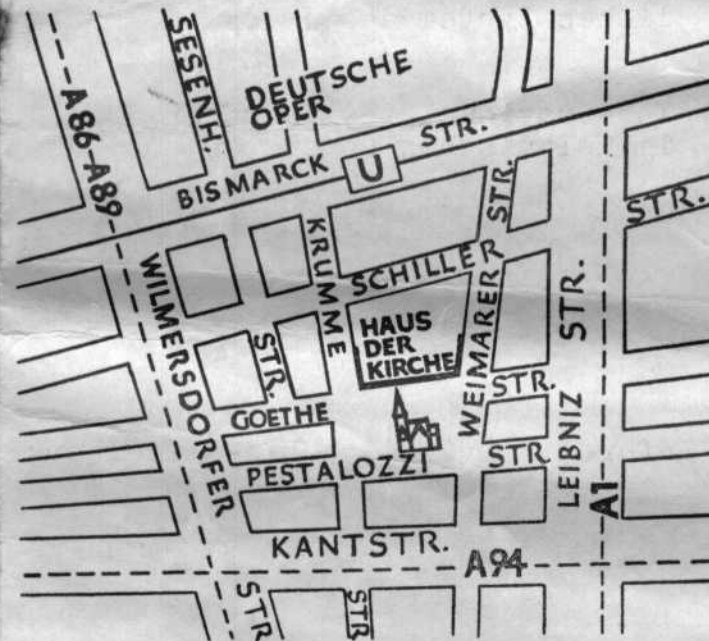 A86-A89
SESENH.
DEUTSCHE
OPER
BISMARCK
U
STR.
STR.
WILMERSDORFER
STR
KRUMME
STR.
STR
SCHILLER
STR.
HAUS
DER
KIRCHE
WEIMARER
STR.
GOETHE
STR.
PESTALOZZI
STR
LEIBNIZ
STR.
A1
KANTSTR.
A94